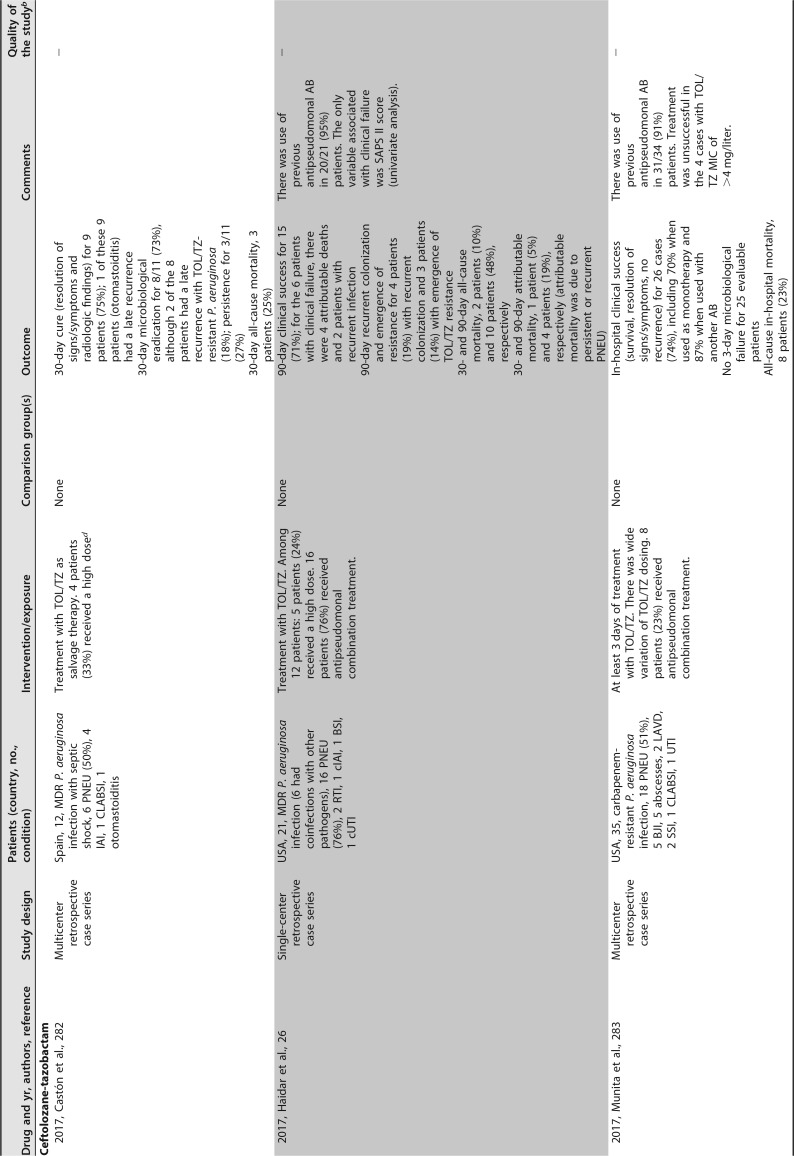 Drug and yr, authors, reference
Study design
Patients (country, no.,
condition)
Intervention/exposure
Comparison group(s)
Outcome
Comments
Quality of
the studyᵇ
Ceftolozane-tazobactam
2017, Castón et al., 282
Multicenter
retrospective
case series
Spain, 12, MDR P. aeruginosa
infection with septic
shock, 6 PNEU (50%), 4
IAI, 1 CLABSI, 1
otomastoiditis
Treatment with TOL/TZ as
salvage therapy. 4 patients
(33%) received a high doseᵈ
None
30-day cure (resolution of
signs/symptoms and
radiologic findings) for 9
patients (75%); 1 of these 9
patients (otomastoiditis)
had a late recurrence
30-day microbiological
eradication for 8/11 (73%),
although 2 of the 8
patients had a late
recurrence with TOL/TZ-
resistant P. aeruginosa
(18%); persistence for 3/11
(27%)
30-day all-cause mortality, 3
patients (25%)
–
2017, Haidar et al., 26
Single-center
retrospective
case series
USA, 21, MDR P. aeruginosa
infection (6 had
coinfections with other
pathogens), 16 PNEU
(76%), 2 RTI, 1 cIAI, 1 BSI,
1 cUTI
Treatment with TOL/TZ. Among
12 patients: 5 patients (24%)
received a high dose. 16
patients (76%) received
antipseudomonal
combination treatment.
None
90-day clinical success for 15
(71%); for the 6 patients
with clinical failure, there
were 4 attributable deaths
and 2 patients with
recurrent infection
90-day recurrent colonization
and emergence of
resistance for 4 patients
(19%) with recurrent
colonization and 3 patients
(14%) with emergence of
TOL/TZ resistance
30- and 90-day all-cause
mortality, 2 patients (10%)
and 10 patients (48%),
respectively
30- and 90-day attributable
mortality, 1 patient (5%)
and 4 patients (19%),
respectively (attributable
mortality was due to
persistent or recurrent
PNEU)
There was use of
previous
antipseudomonal AB
in 20/21 (95%)
patients. The only
variable associated
with clinical failure
was SAPS II score
(univariate analysis).
–
2017, Munita et al., 283
Multicenter
retrospective
case series
USA, 35, carbapenem-
resistant P. aeruginosa
infection, 18 PNEU (51%),
5 BJI, 5 abscesses, 2 LAVD,
2 SSI, 1 CLABSI, 1 UTI
At least 3 days of treatment
with TOL/TZ. There was wide
variation of TOL/TZ dosing. 8
patients (23%) received
antipseudomonal
combination treatment.
None
In-hospital clinical success
(survival, resolution of
signs/symptoms, no
recurrence) for 26 cases
(74%), including 70% when
used as monotherapy and
87% when used with
another AB
No 3-day microbiological
failure for 25 evaluable
patients
All-cause in-hospital mortality,
8 patients (23%)
There was use of
previous
antipseudomonal AB
in 31/34 (91%)
patients. Treatment
was unsuccessful in
the 4 cases with TOL/
TZ MIC of
>4 mg/liter.
–